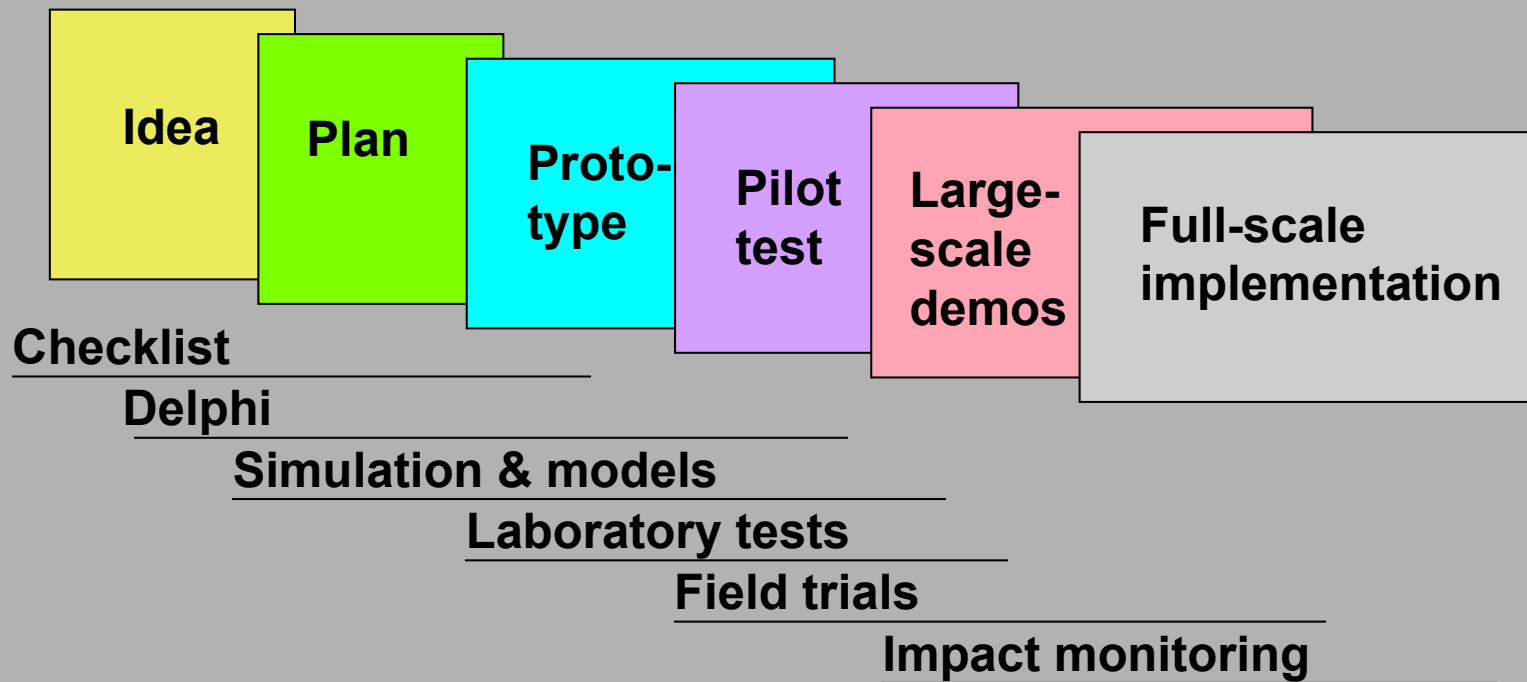 Idea
Plan
Proto-
type
Pilot
test
Large-
scale
demos
Full-scale
implementation
Checklist
Delphi
Simulation & models
Laboratory tests
Field trials
Impact monitoring